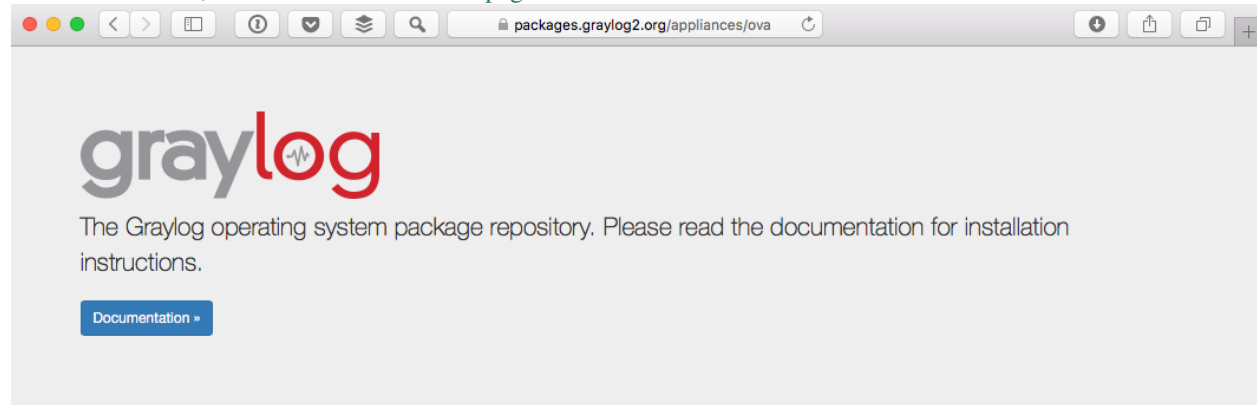 packages.graylog2.org/appliances/ova
graylog
The Graylog operating system package repository. Please read the documentation for installation
instructions.
Documentation »